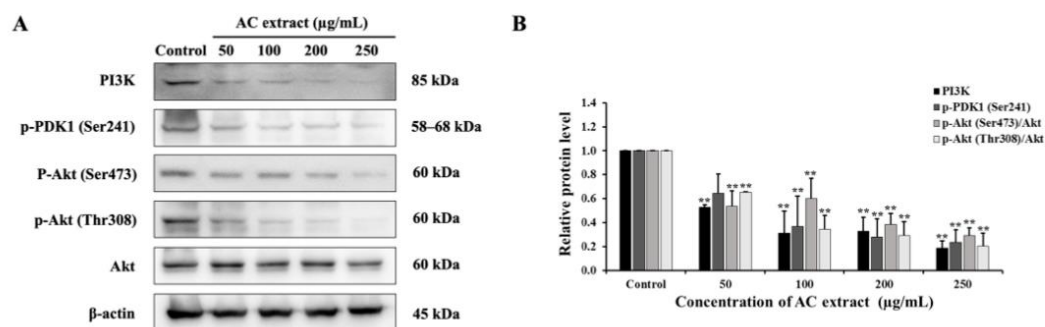 A
AC extract (µg/mL)
Control 50 100 200 250
PI3K 85 kDa
p-PDK1 (Ser241) 58–68 kDa
P-Akt (Ser473) 60 kDa
p-Akt (Thr308) 60 kDa
Akt 60 kDa
β-actin 45 kDa
B
PI3K
p-PDK1 (Ser241)
p-Akt (Ser473)/Akt
p-Akt (Thr308)/Akt
Relative protein level
1.4
1.2
1.0
0.8
0.6
0.4
0.2
0.0
** ** **
** ** ** **
** ** ** **
** ** ** **
Control 50 100 200 250
Concentration of AC extract (µg/mL)